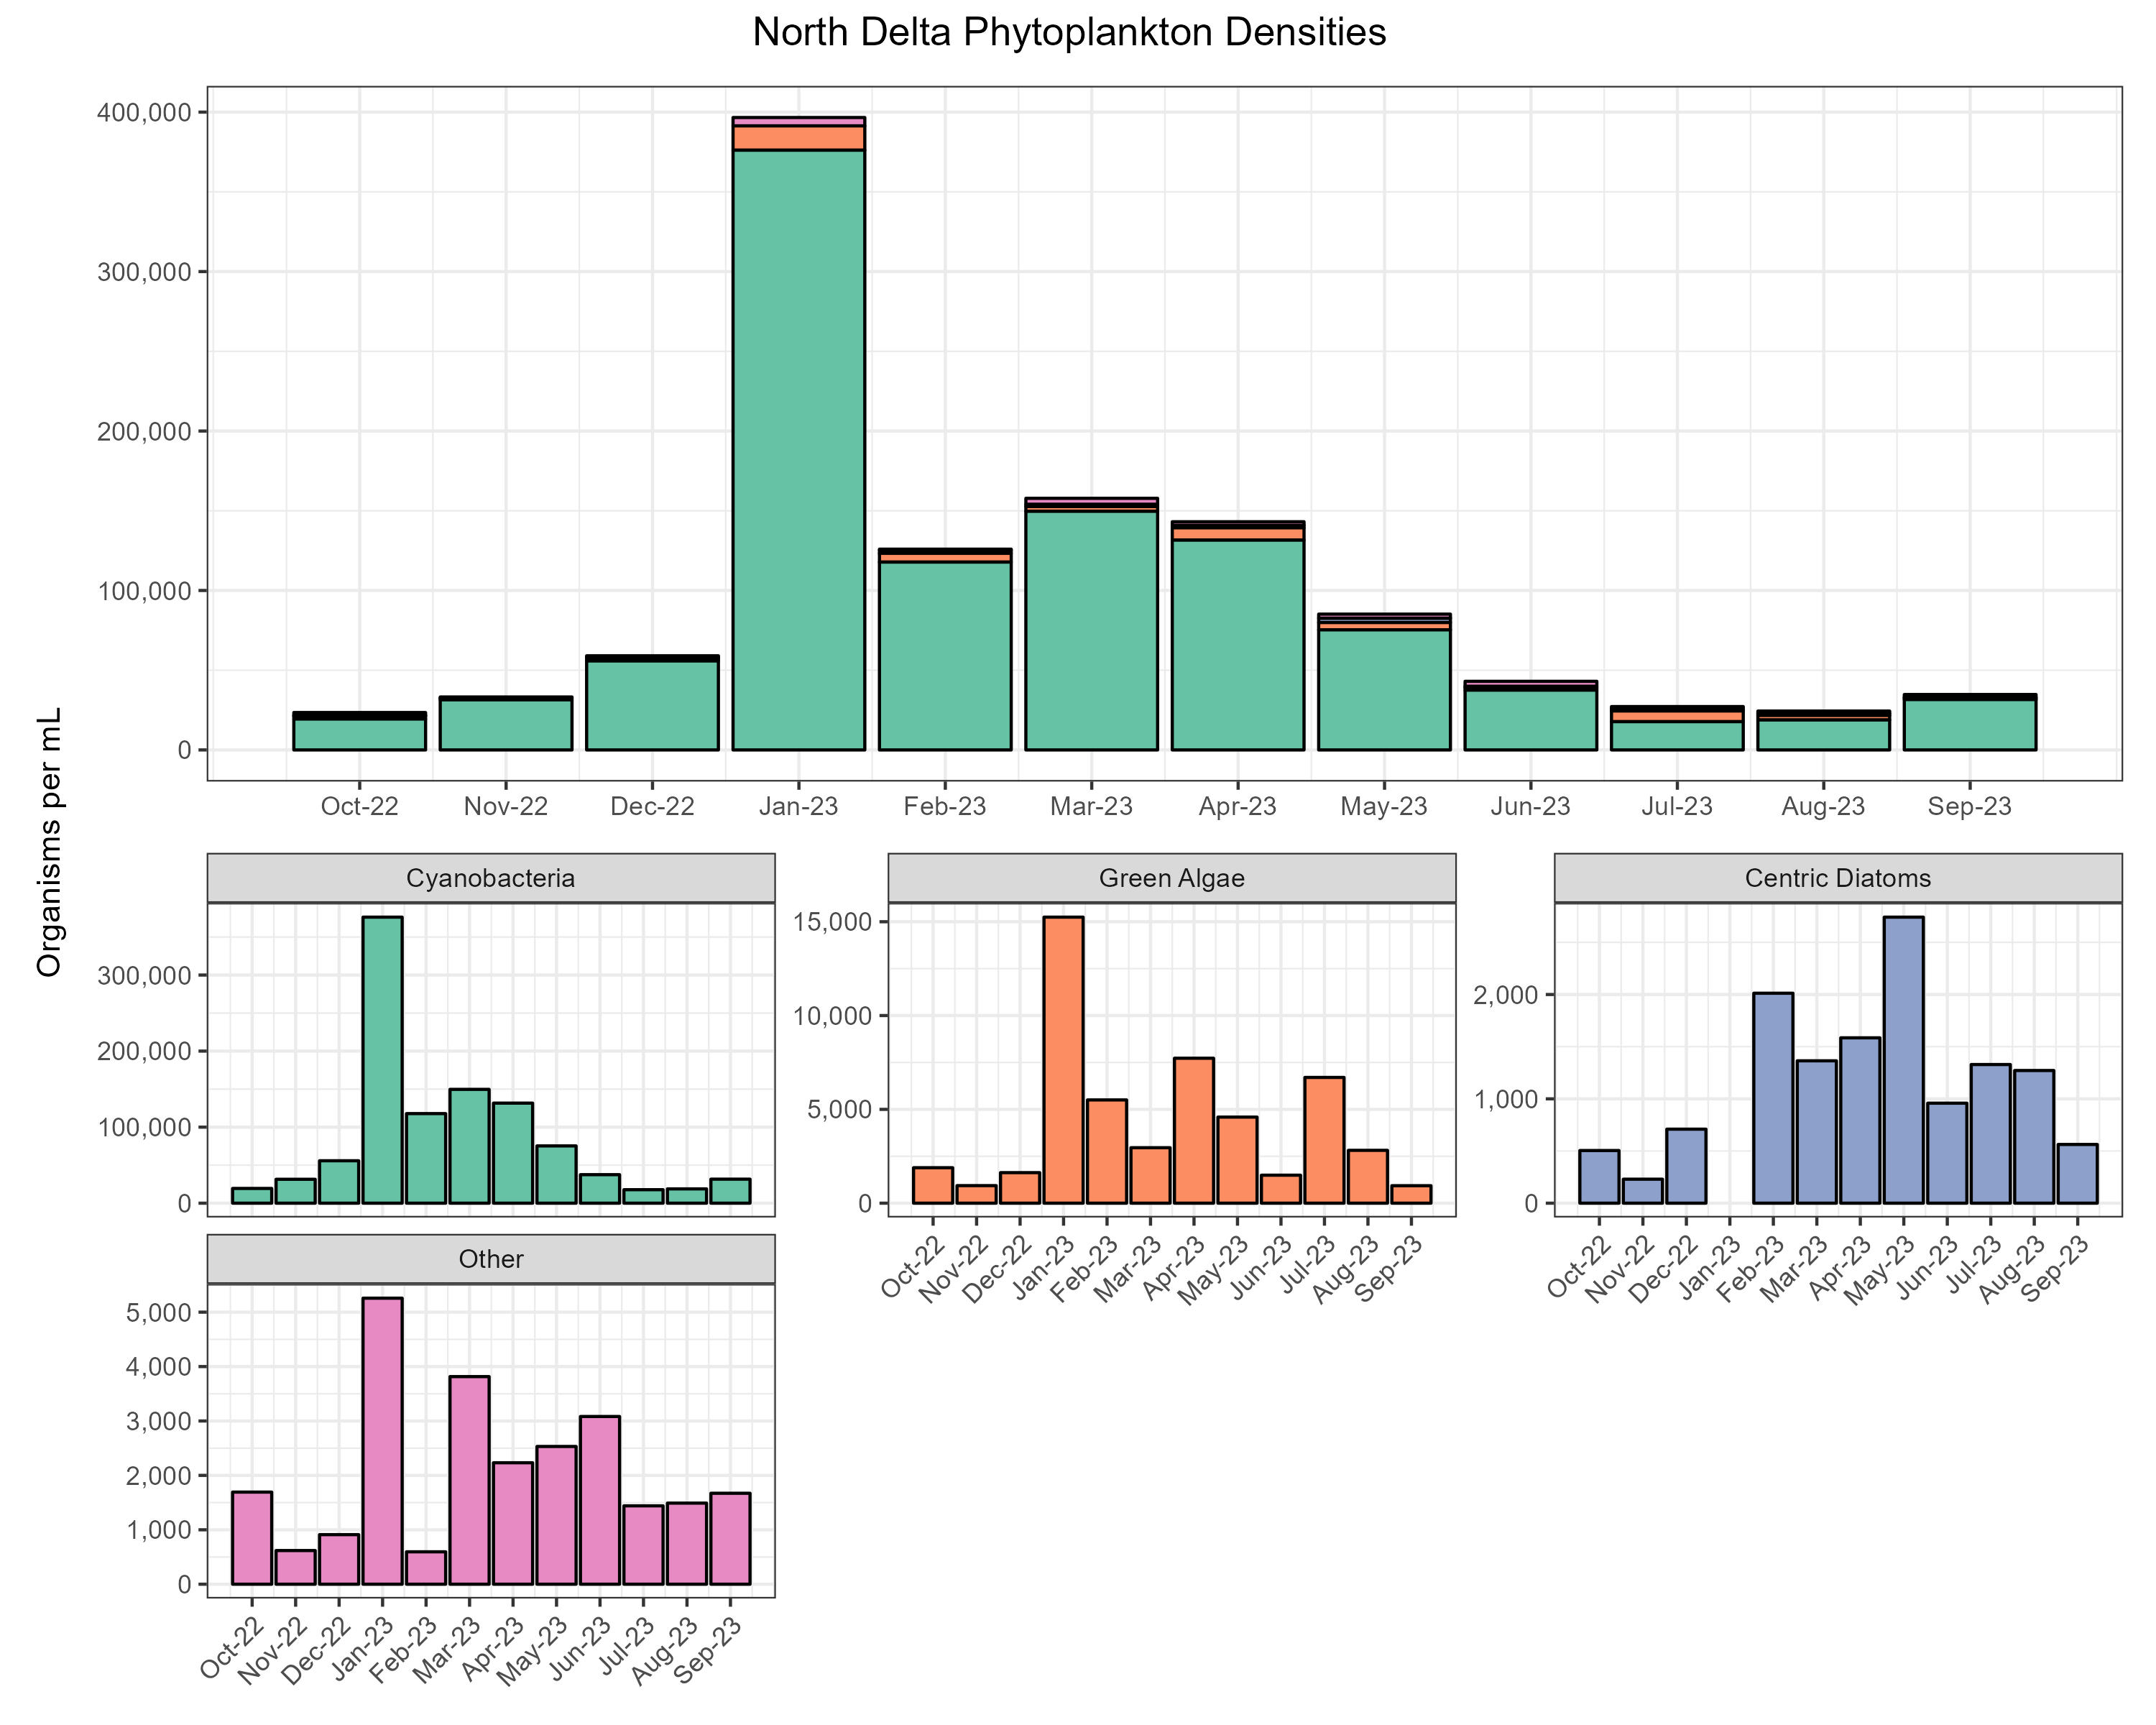 North Delta Phytoplankton Densities
Organisms per mL
400,000
300,000
200,000
100,000
0
Oct-22 Nov-22 Dec-22 Jan-23 Feb-23 Mar-23 Apr-23 May-23 Jun-23 Jul-23 Aug-23 Sep-23
Cyanobacteria
300,000
200,000
100,000
0
Green Algae
15,000
10,000
5,000
0
Oct-22 Nov-22 Dec-22 Jan-23 Feb-23 Mar-23 Apr-23 May-23 Jun-23 Jul-23 Aug-23 Sep-23
Centric Diatoms
2,000
1,000
0
Oct-22 Nov-22 Dec-22 Jan-23 Feb-23 Mar-23 Apr-23 May-23 Jun-23 Jul-23 Aug-23 Sep-23
Other
5,000
4,000
3,000
2,000
1,000
0
Oct-22 Nov-22 Dec-22 Jan-23 Feb-23 Mar-23 Apr-23 May-23 Jun-23 Jul-23 Aug-23 Sep-23